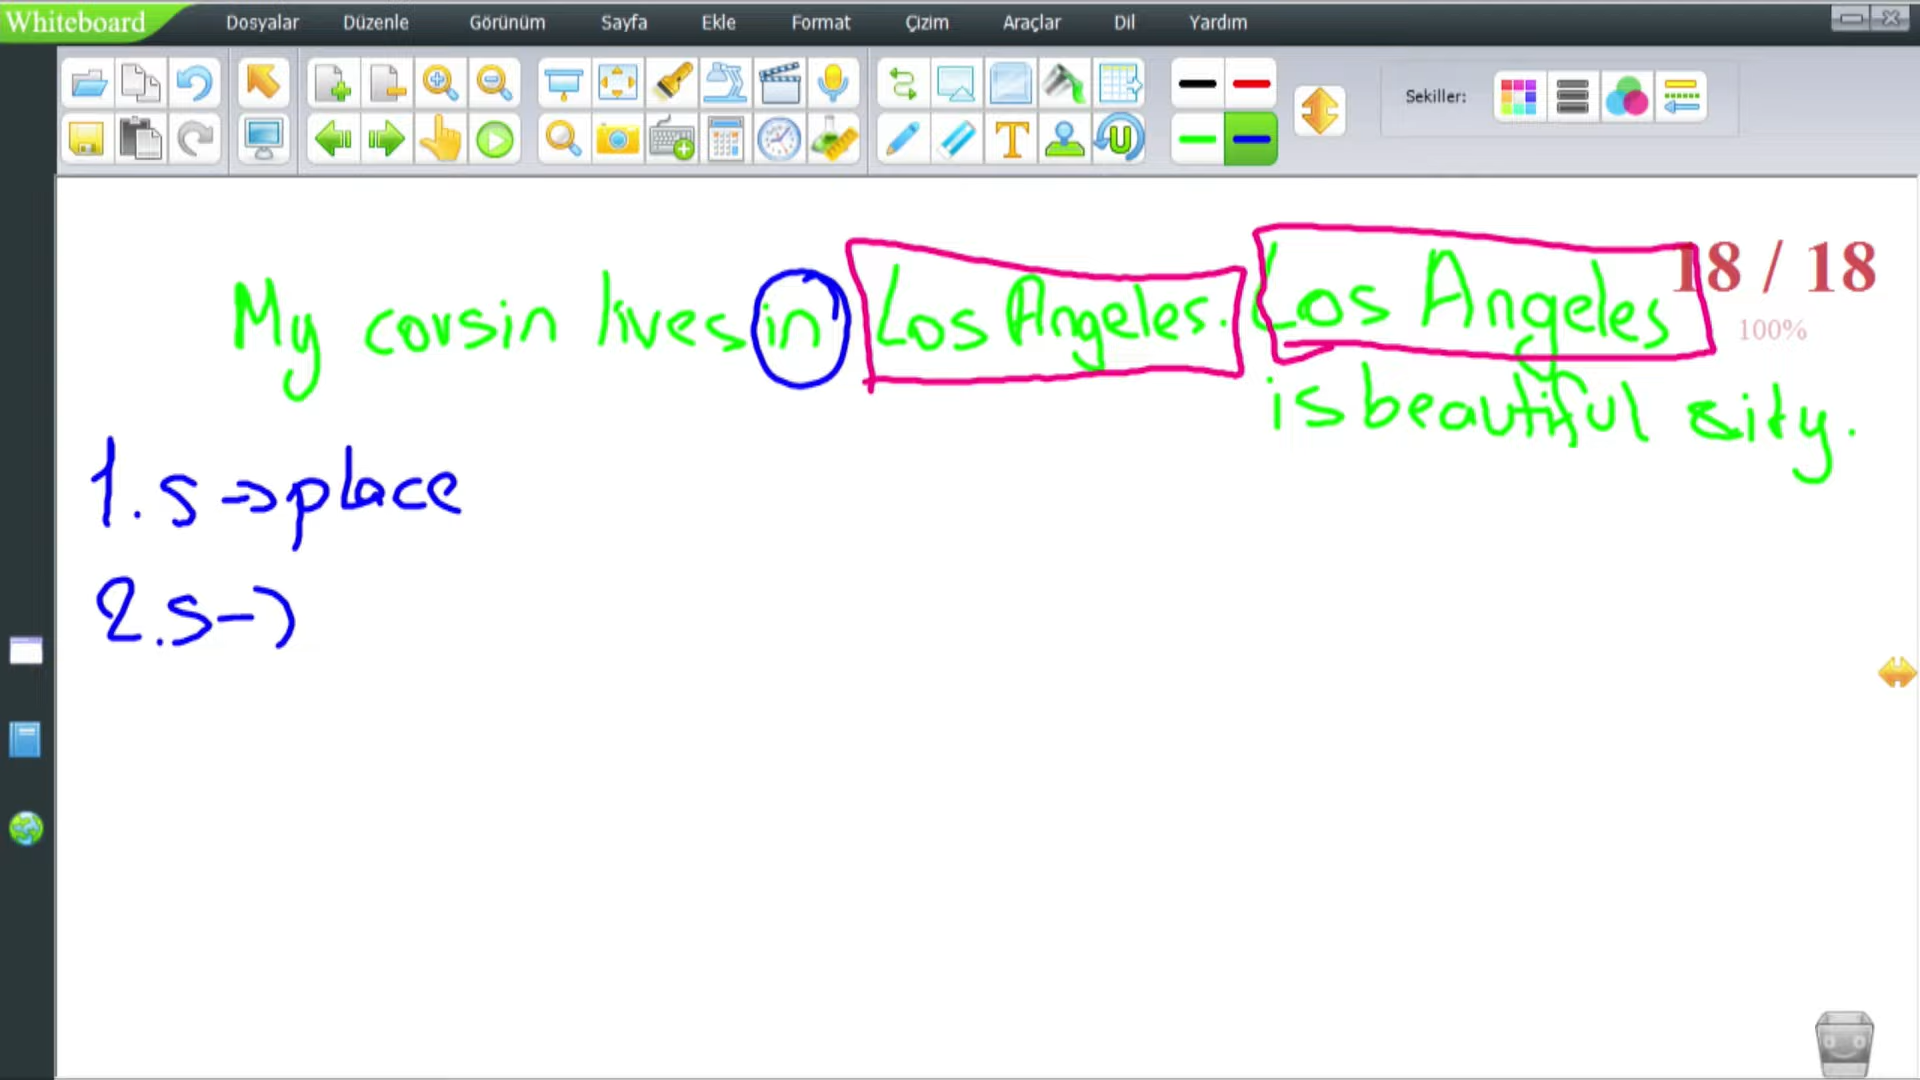 Whiteboard Dosyalar Düzenle Görünüm Sayfa Ekle Format Çizim Araçlar Dil Yardım
Sekiller:
18 / 18
100%
My cousin lives in Los Angeles. Los Angeles
is beautiful sity.
1. s → place
2. s →